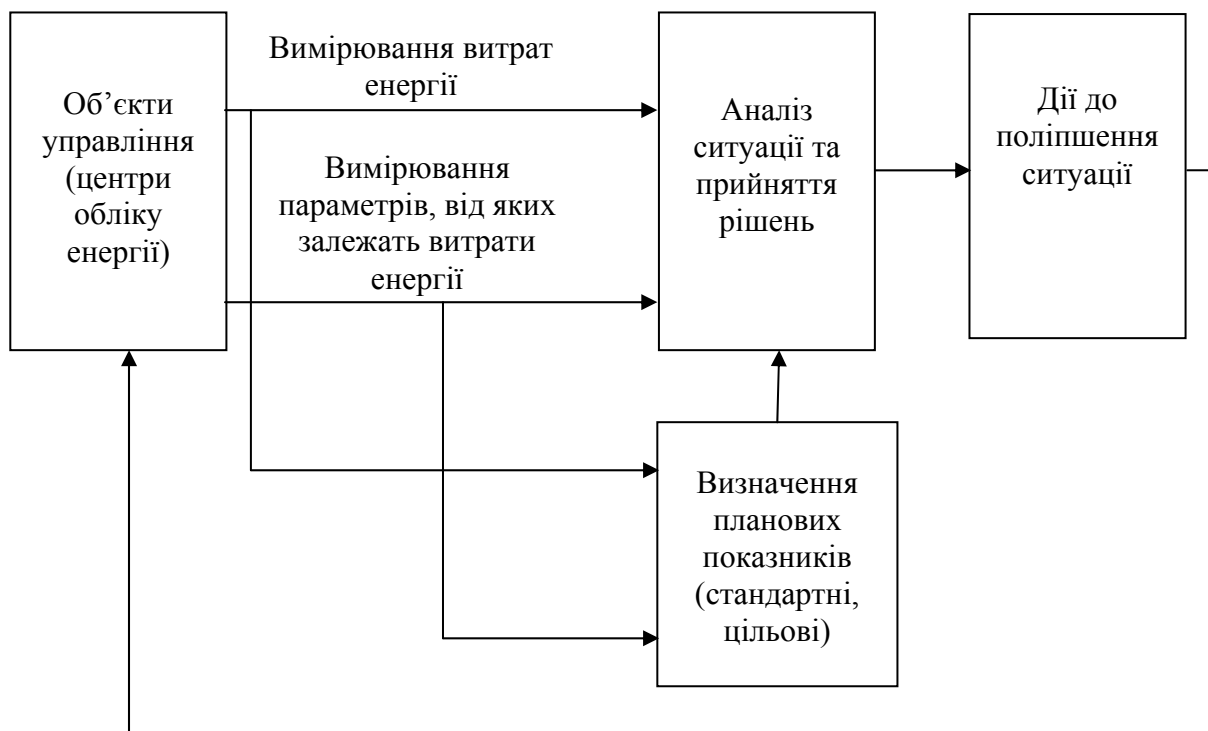 Об’єкти
управління
(центри
обліку
енергії)
Вимірювання витрат
енергії
Вимірювання
параметрів, від яких
залежать витрати
енергії
Аналіз
ситуації та
прийняття
рішень
Дії до
поліпшення
ситуації
Визначення
планових
показників
(стандартні,
цільові)